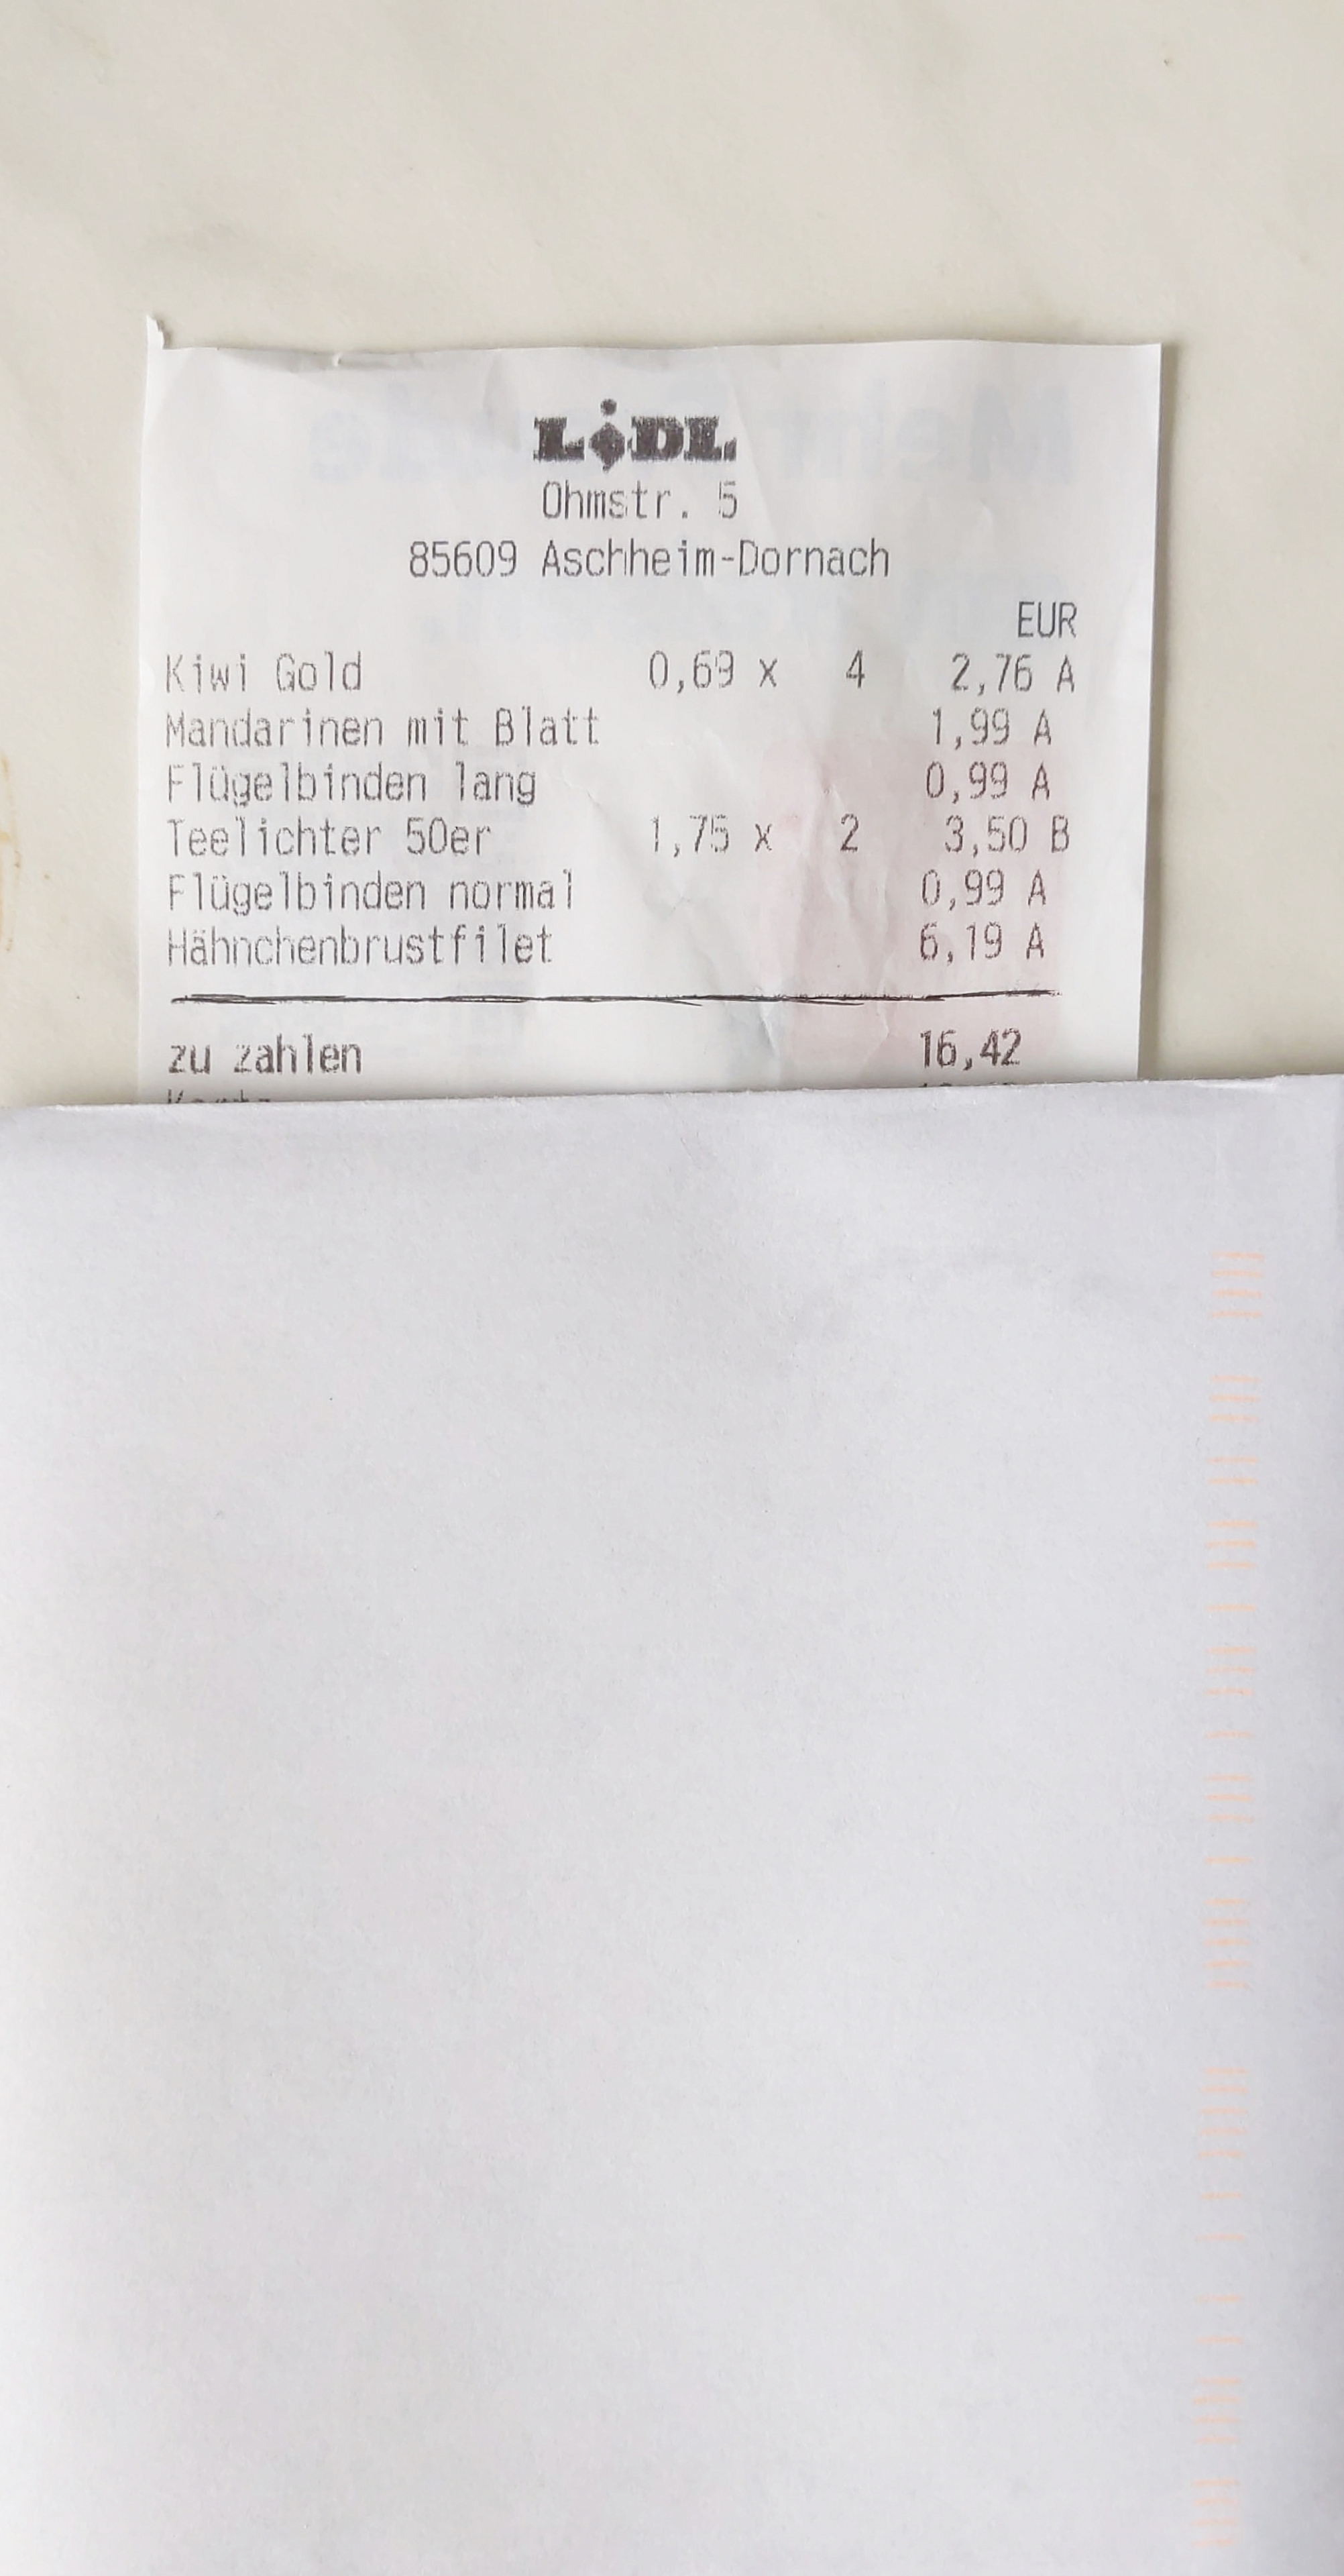 LIDL
Ohmstr. 5
85609 Aschheim-Dornach
EUR
Kiwi Gold 0,69 x 4 2,76 A
Mandarinen mit Blatt 1,99 A
Flügelbinden lang 0,99 A
Teelichter 50er 1,75 x 2 3,50 B
Flügelbinden normal 0,99 A
Hähnchenbrustfilet 6,19 A
zu zahlen 16,42